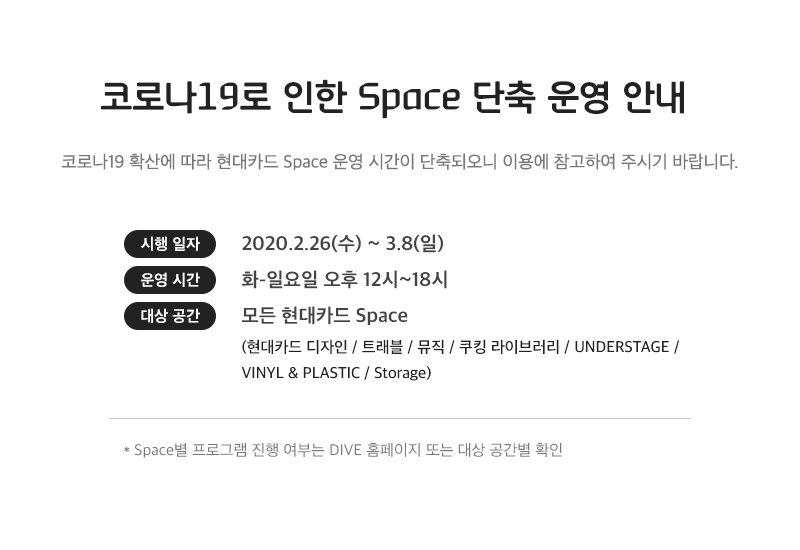 코로나19로 인한 Space 단축 운영 안내
코로나19 확산에 따라 현대카드 Space 운영 시간이 단축되오니 이용에 참고하여 주시기 바랍니다.
시행 일자 2020.2.26(수) ~ 3.8(일)
운영 시간 화-일요일 오후 12시~18시
대상 공간 모든 현대카드 Space
(현대카드 디자인 / 트래블 / 뮤직 / 쿠킹 라이브러리 / UNDERSTAGE /
VINYL & PLASTIC / Storage)
* Space별 프로그램 진행 여부는 DIVE 홈페이지 또는 대상 공간별 확인